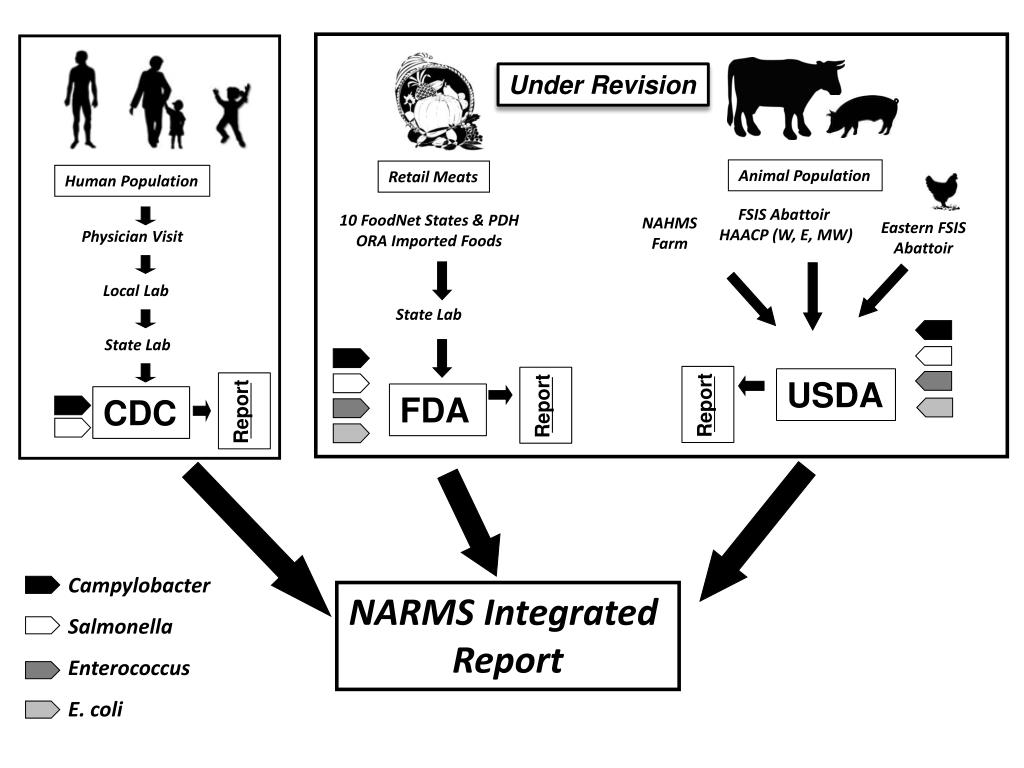 Under Revision
Human Population
Physician Visit
Local Lab
State Lab
CDC
Report
Retail Meats
10 FoodNet States & PDH
ORA Imported Foods
State Lab
FDA
Report
Animal Population
NAHMS
Farm
FSIS Abattoir
HAACP (W, E, MW)
Eastern FSIS
Abattoir
Report
USDA
NARMS Integrated
Report
Campylobacter
Salmonella
Enterococcus
E. coli